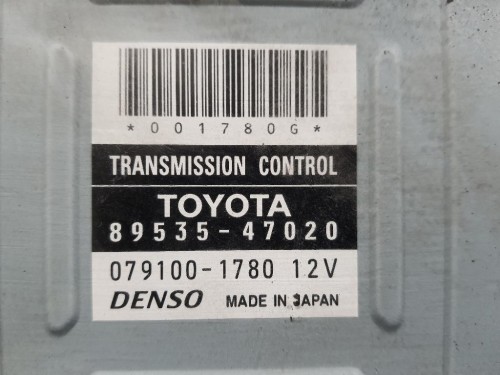 *001780G*
TRANSMISSION CONTROL
TOYOTA
89535-47020
079100-1780 12V
DENSO MADE IN JAPAN